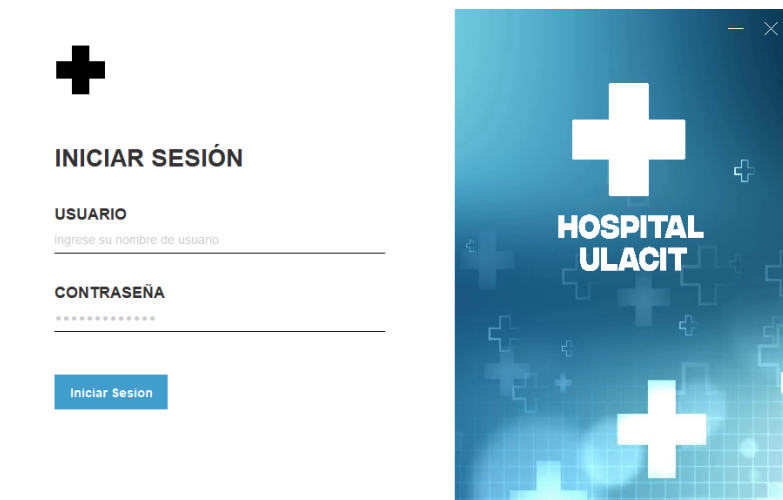 INICIAR SESIÓN
USUARIO
Ingrese su nombre de usuario
CONTRASEÑA
Iniciar Sesion
HOSPITAL
ULACIT